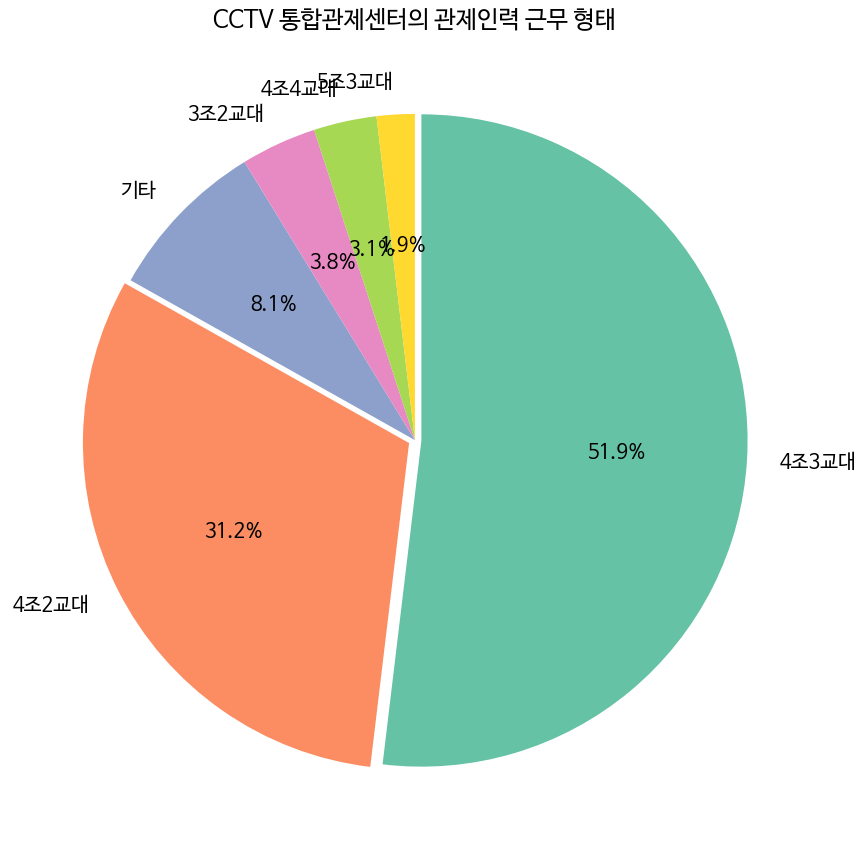 CCTV 통합관제센터의 관제인력 근무 형태
5조3교대
4조4교대
3조2교대
기타
4조2교대
4조3교대
1.9%
3.1%
3.8%
8.1%
31.2%
51.9%